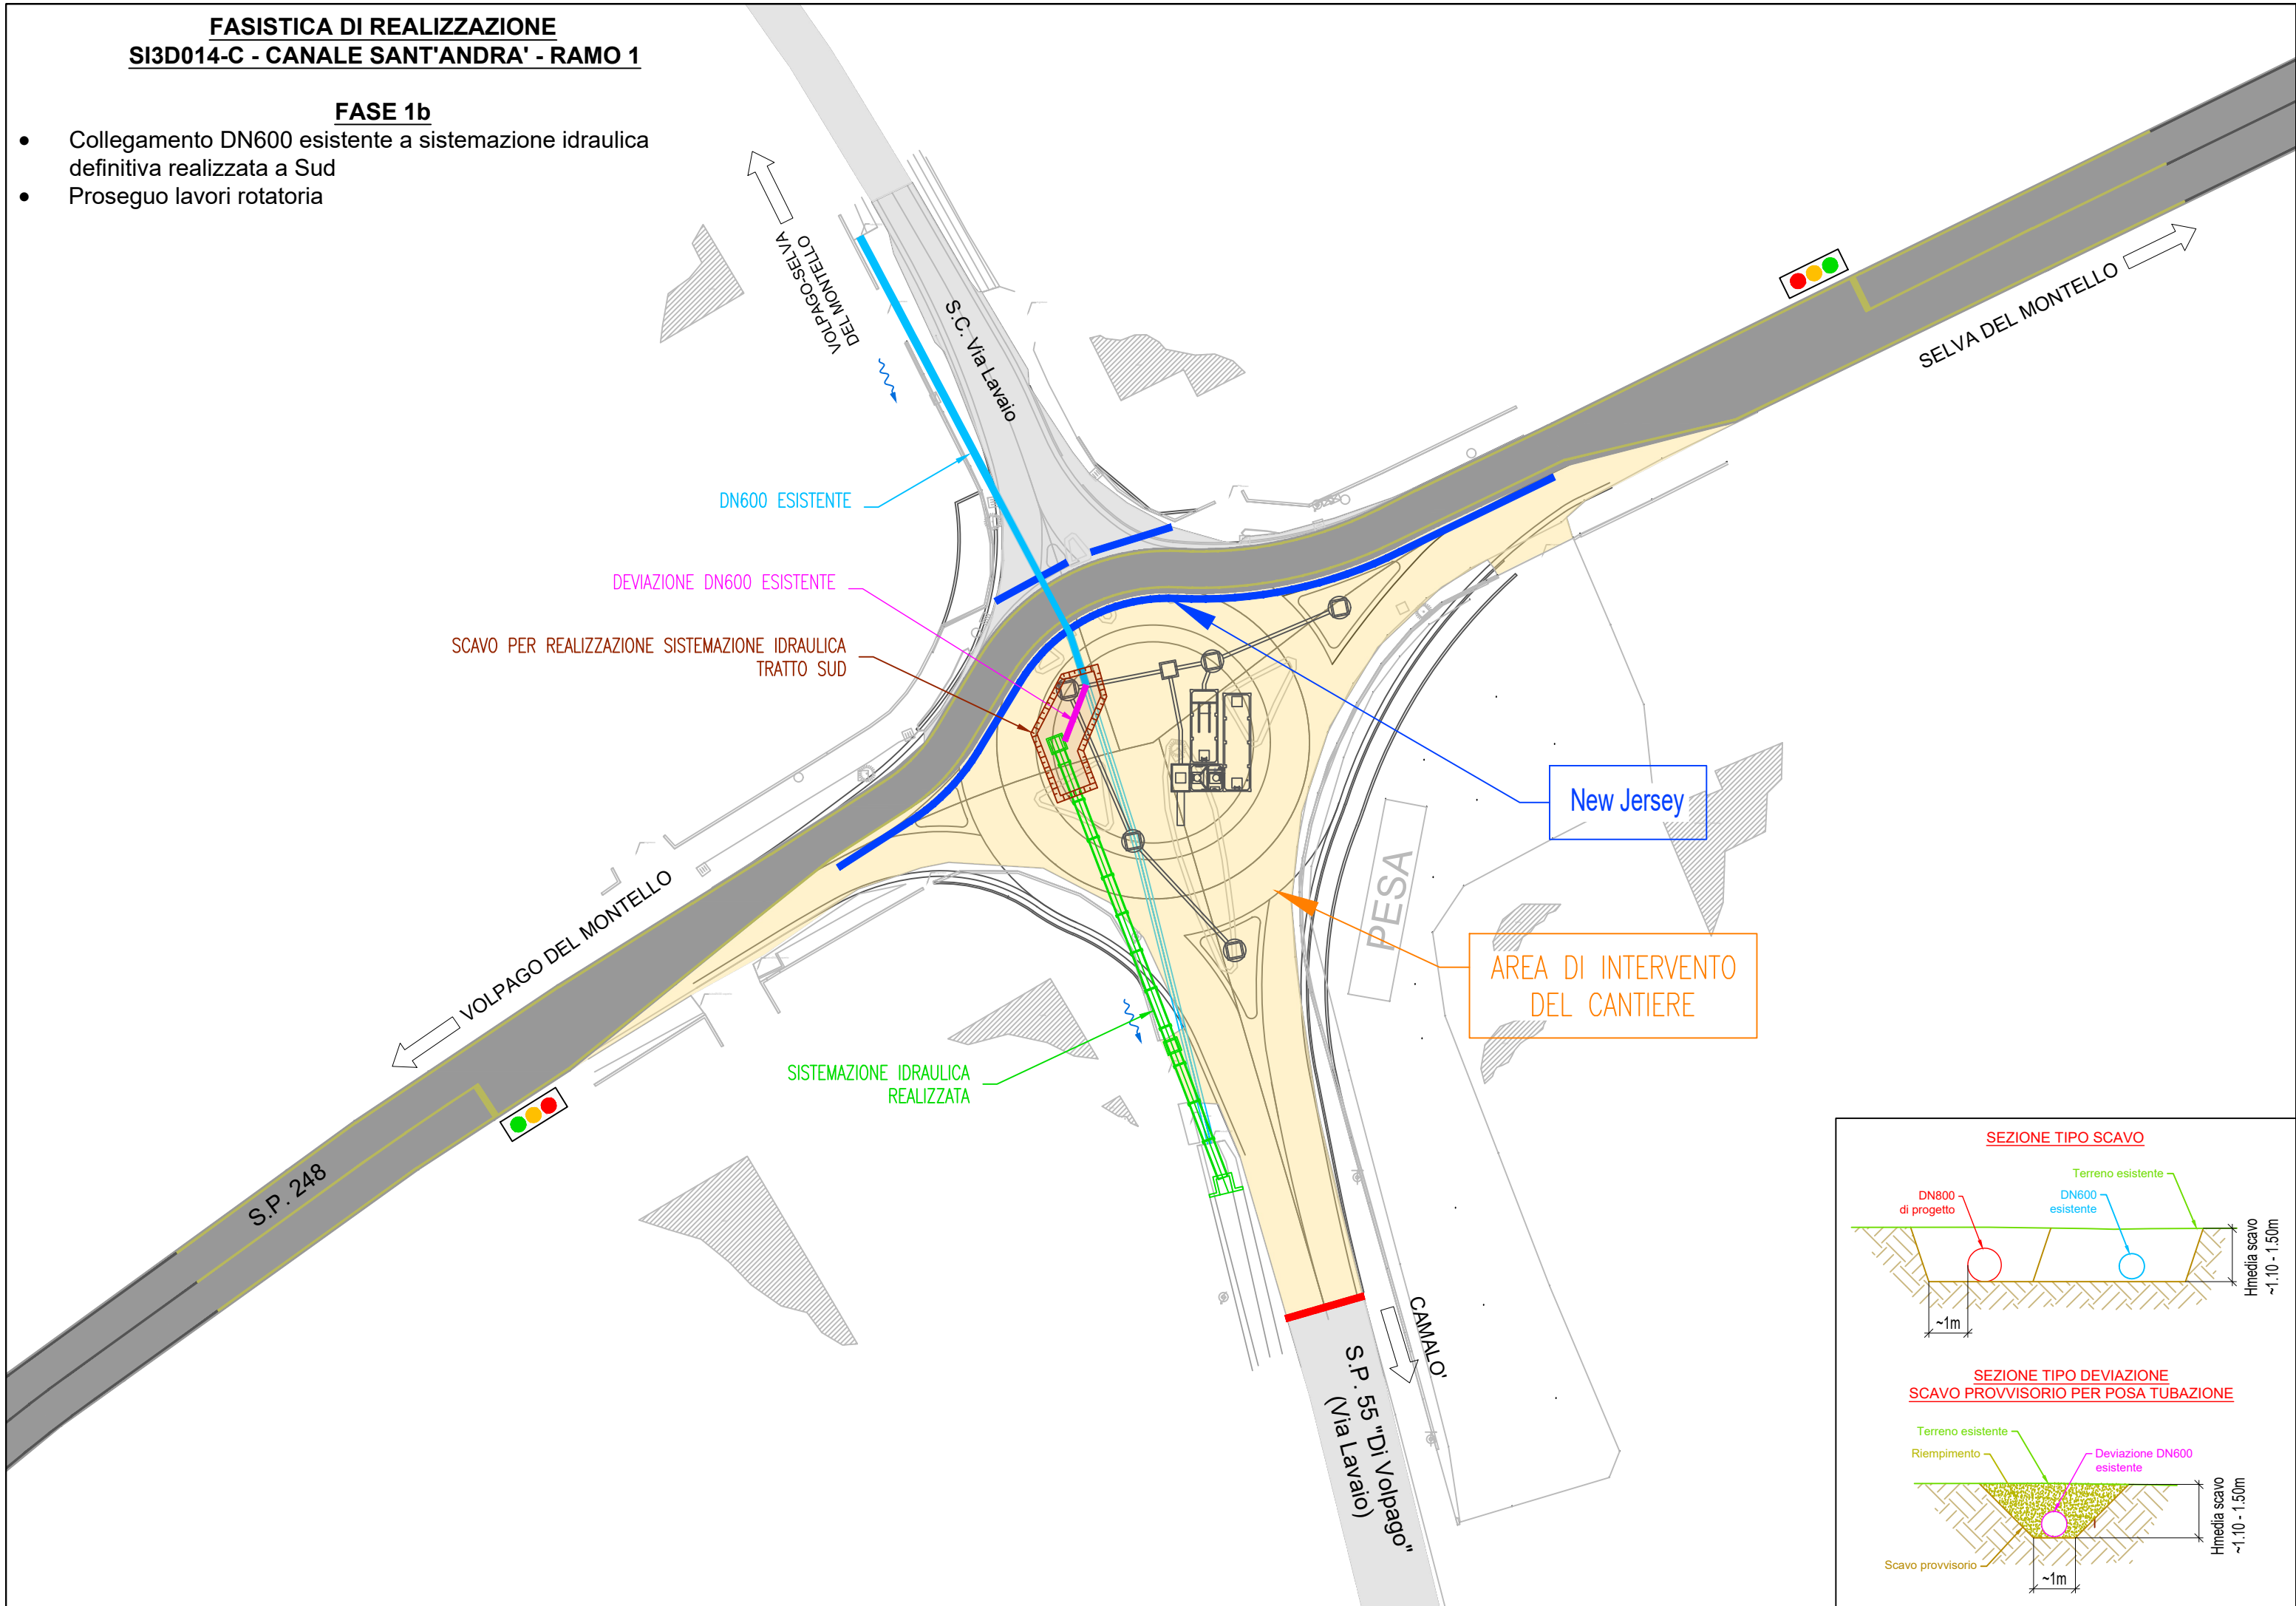 FASISTICA DI REALIZZAZIONE
SI3D014-C - CANALE SANT'ANDRA' - RAMO 1
FASE 1b
• Collegamento DN600 esistente a sistemazione idraulica
definitiva realizzata a Sud
• Proseguo lavori rotatoria
VOLPAGO-SELVA
DEL MONTELLO
S.C. Via Lavaio
SELVA DEL MONTELLO
DN600 ESISTENTE
DEVIAZIONE DN600 ESISTENTE
SCAVO PER REALIZZAZIONE SISTEMAZIONE IDRAULICA
TRATTO SUD
New Jersey
PESA
AREA DI INTERVENTO
DEL CANTIERE
VOLPAGO DEL MONTELLO
SISTEMAZIONE IDRAULICA
REALIZZATA
S.P. 248
CAMALO'
S.P. 55 "Di Volpago"
(Via Lavaio)
SEZIONE TIPO SCAVO
Terreno esistente
DN800
di progetto
DN600
esistente
Hmedia scavo
~1.10 - 1.50m
~1m
SEZIONE TIPO DEVIAZIONE
SCAVO PROVVISORIO PER POSA TUBAZIONE
Terreno esistente
Riempimento
Deviazione DN600
esistente
Hmedia scavo
~1.10 - 1.50m
Scavo provvisorio
~1m